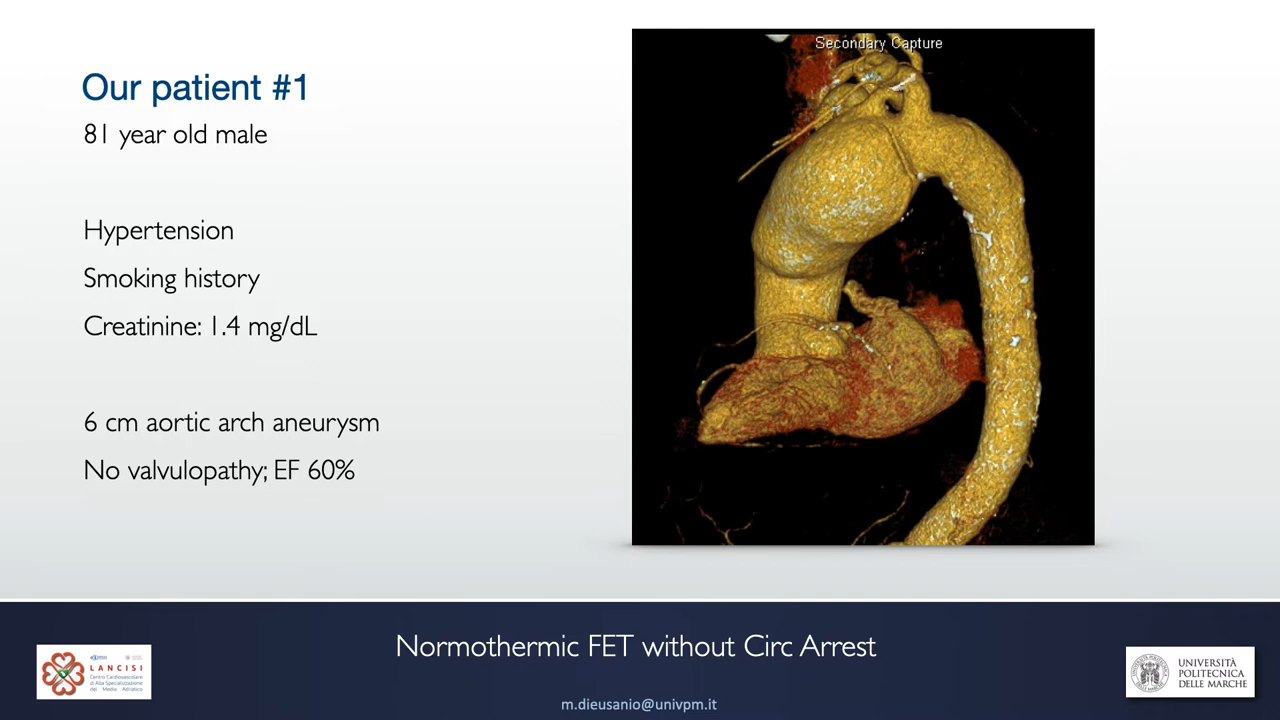 Secondary Capture
Our patient #1
81 year old male
Hypertension
Smoking history
Creatinine: 1.4 mg/dL
6 cm aortic arch aneurysm
No valvulopathy; EF 60%
Normothermic FET without Circ Arrest
LANCISI
Centro Cardiovascolare
di Alta Specializzazione
del Medio Adriatico
m.dieusanio@univpm.it
UNIVERSITÀ
POLITECNICA
DELLE MARCHE